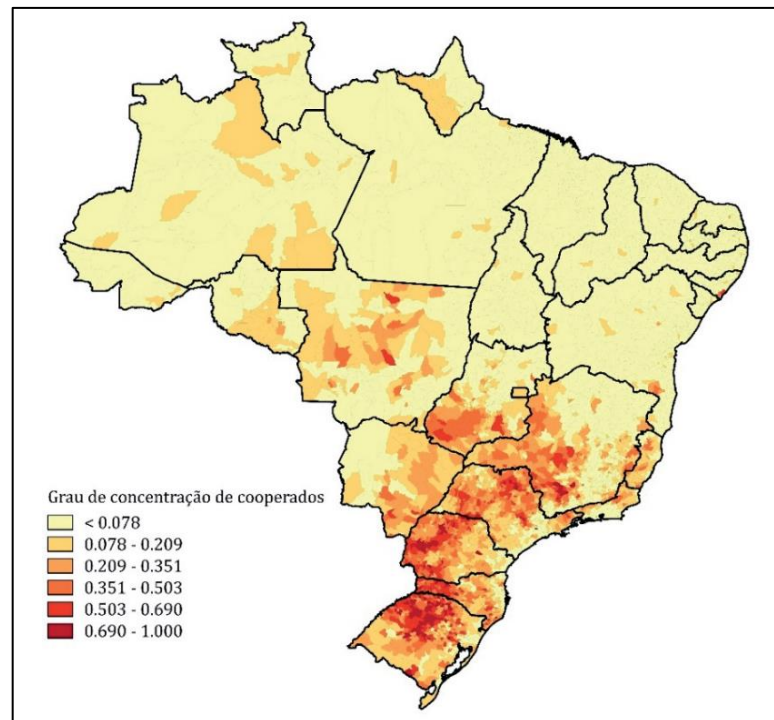 Grau de concentração de cooperados
< 0.078
0.078 - 0.209
0.209 - 0.351
0.351 - 0.503
0.503 - 0.690
0.690 - 1.000